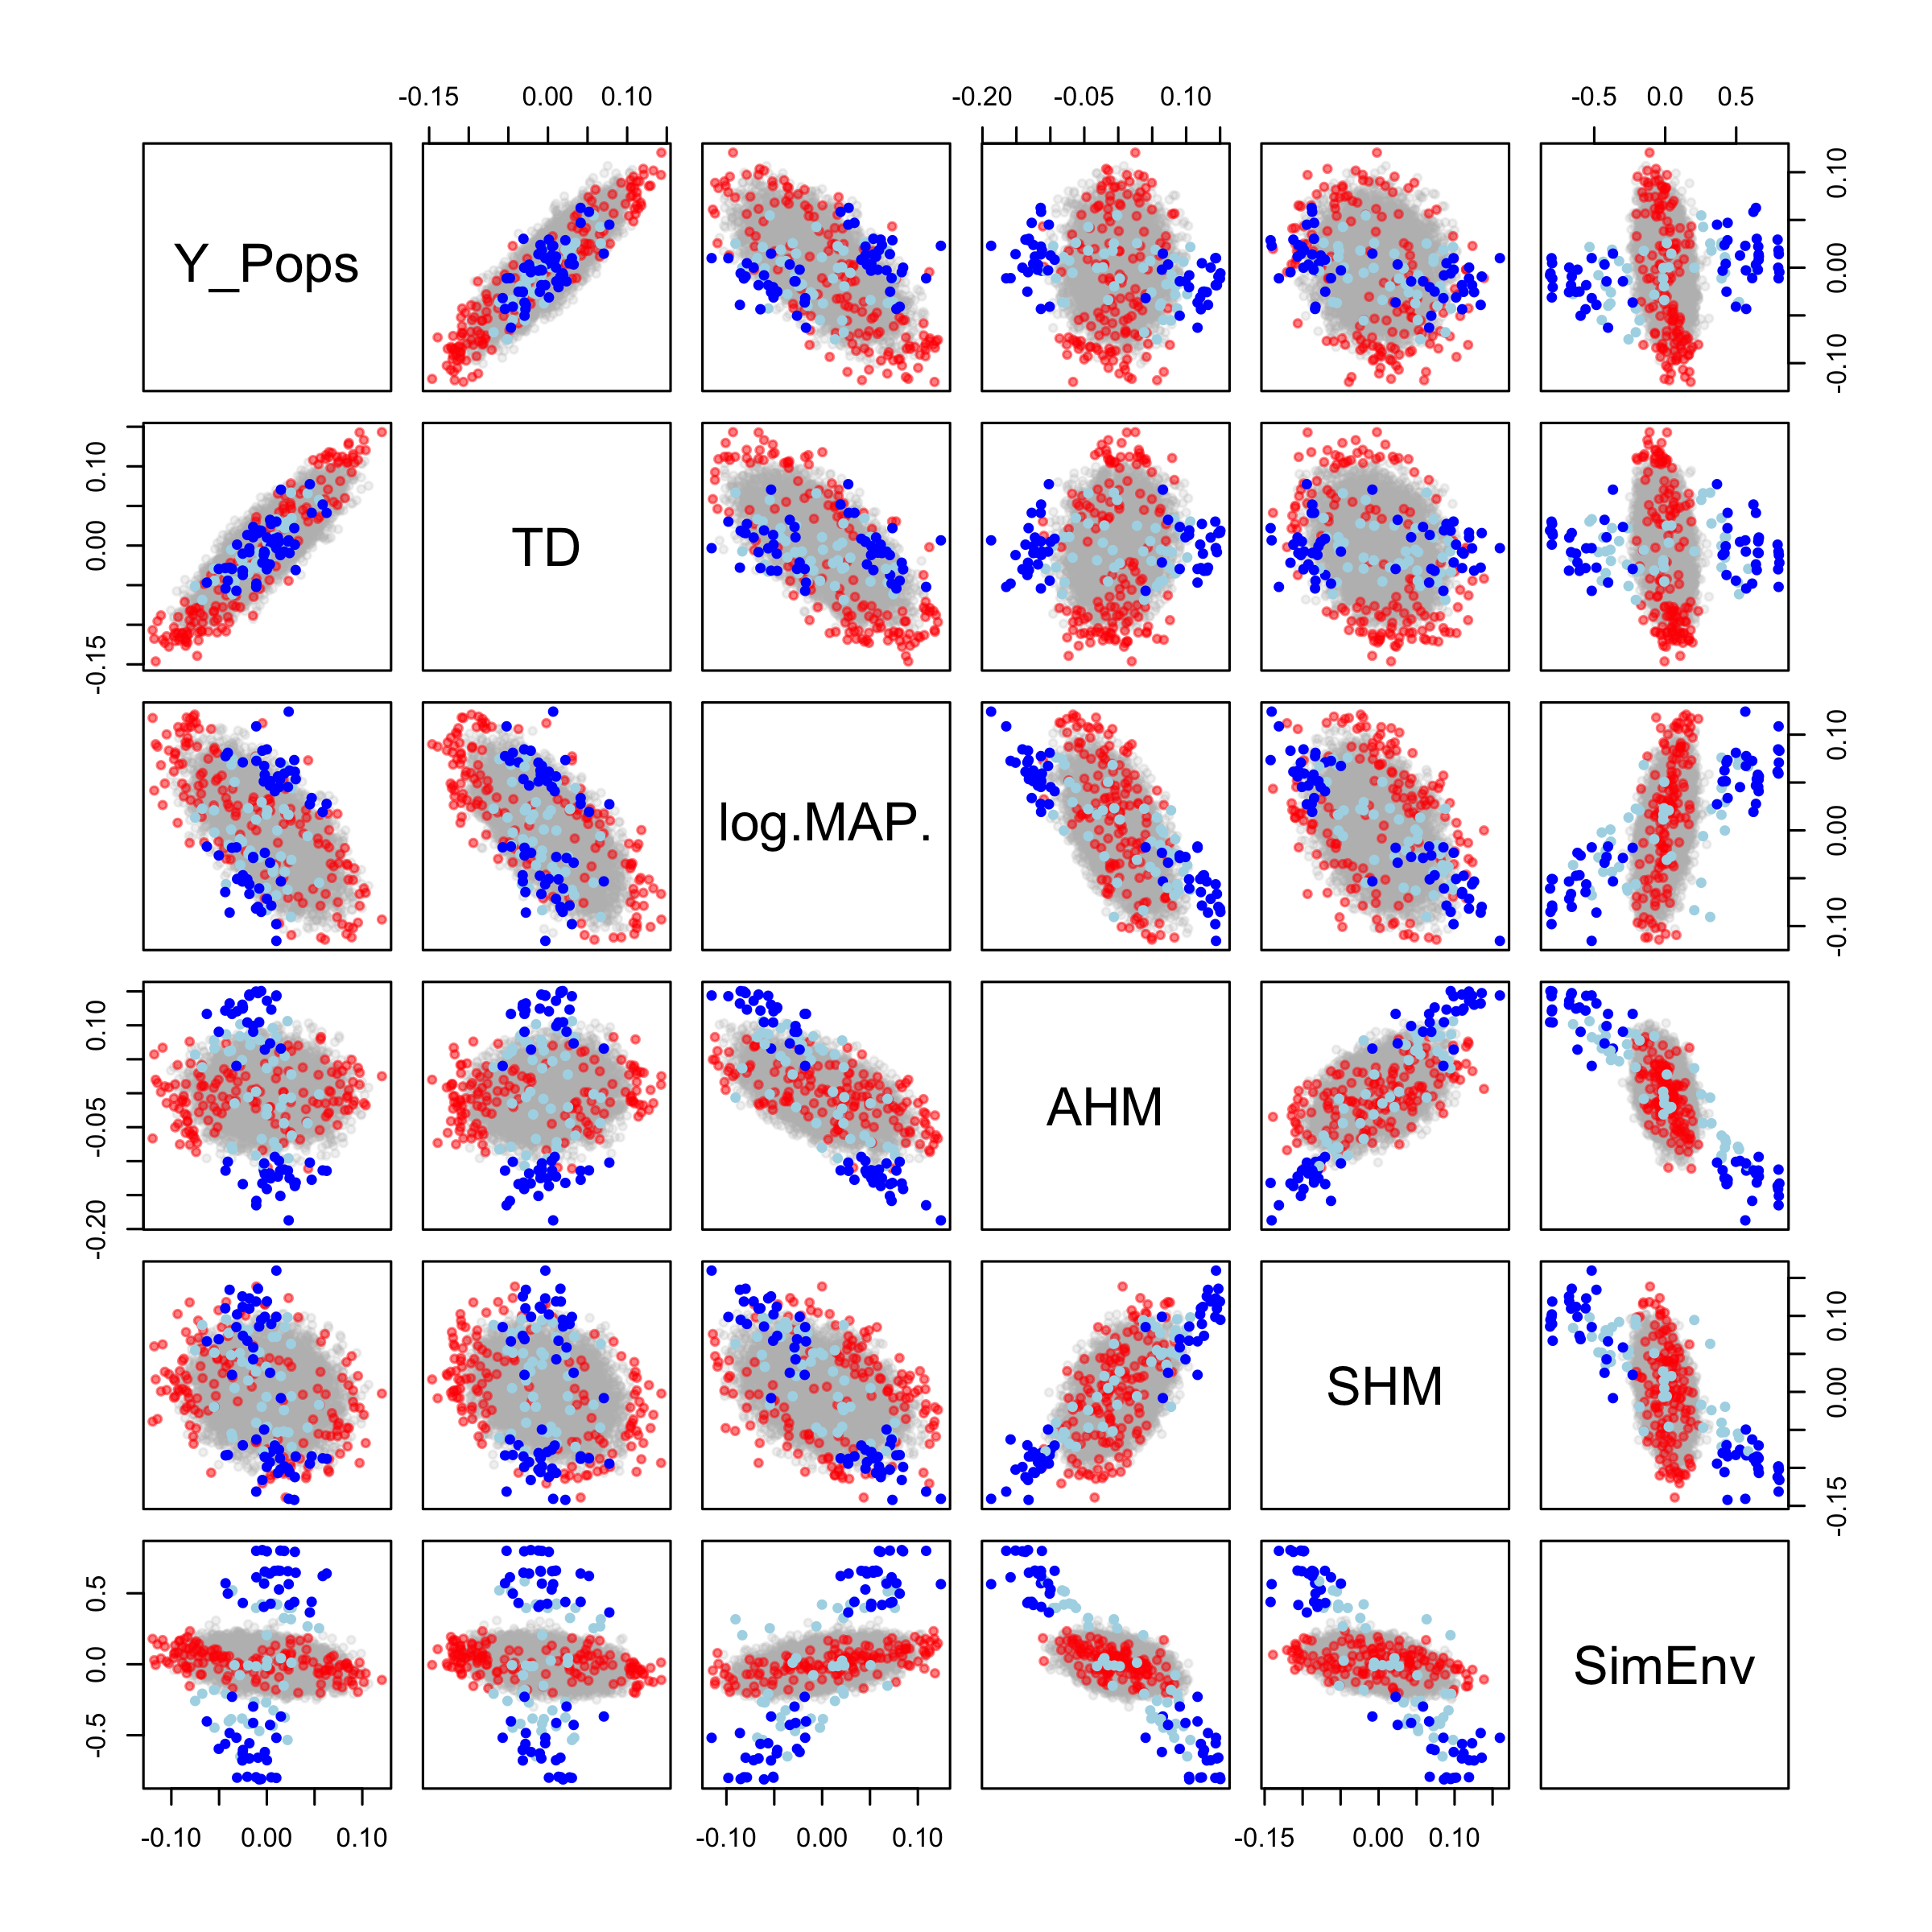 -0.15 0.00 0.10 -0.20 -0.05 0.10 -0.5 0.0 0.5
Y_Pops -0.10 0.00 0.10
-0.15 0.00 0.10 TD
log.MAP. -0.10 0.00 0.10
-0.20 -0.05 0.10 AHM
SHM -0.15 0.00 0.10
-0.5 0.0 0.5 SimEnv
-0.10 0.00 0.10 -0.10 0.00 0.10 -0.15 0.00 0.10